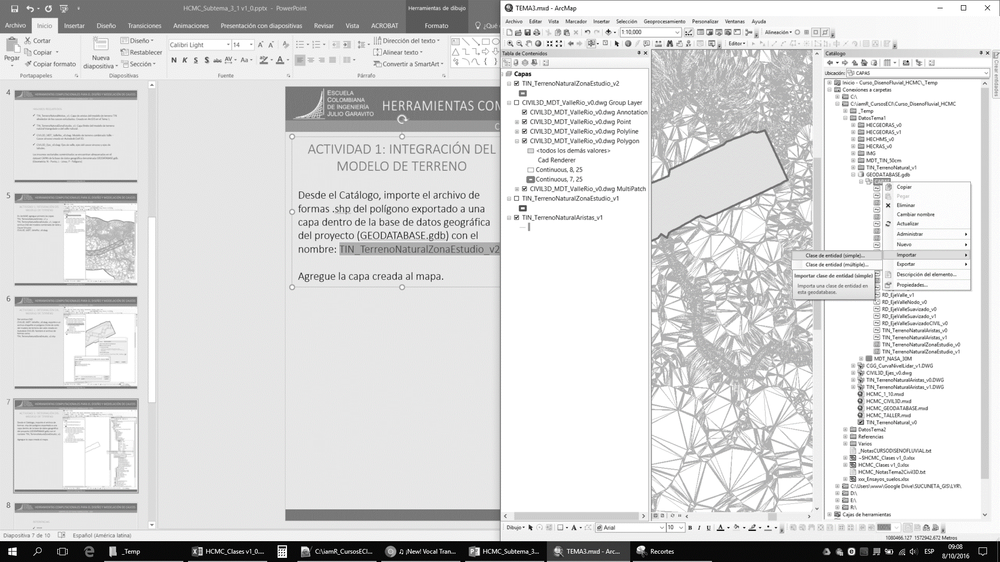 HCMC_Subtema_3_1 v1_0.pptx - PowerPoint
Herramientas de dibujo
Archivo Inicio Insertar Diseño Transiciones Animaciones Presentación con diapositivas Revisar Vista ACROBAT Formato ¿Qué
Pegar
Cortar
Copiar
Copiar formato
Portapapeles
Nueva diapositiva
Diseño
Restablecer
Sección
Diapositivas
Calibri Light 14
N K S S abc AV Aa A
Fuente
Dirección del texto
Alinear texto
Convertir a SmartArt
Párrafo
4
5
6
7
8
ESCUELA
COLOMBIANA
DE INGENIERÍA
JULIO GARAVITO
HERRAMIENTAS COM
ACTIVIDAD 1: INTEGRACIÓN DEL
MODELO DE TERRENO
Desde el Catálogo, importe el archivo de
formas .shp del polígono exportado a una
capa dentro de la base de datos geográfica
del proyecto (GEODATABASE.gdb) con el
nombre: TIN_TerrenoNaturalZonaEstudio_v2
Agregue la capa creada al mapa.
Diapositiva 7 de 10 Español (América latina)
TEMA3.mxd - ArcMap
Archivo Editar Vista Marcador Insertar Selección Geoprocesamiento Personalizar Ventanas Ayuda
1:10,000
Alineación
Editor
Tabla de Contenidos
Capas
TIN_TerrenoNaturalZonaEstudio_v2
CIVIL3D_MDT_ValleRio_v0.dwg Group Layer
CIVIL3D_MDT_ValleRio_v0.dwg Annotation
CIVIL3D_MDT_ValleRio_v0.dwg Point
CIVIL3D_MDT_ValleRio_v0.dwg Polyline
CIVIL3D_MDT_ValleRio_v0.dwg Polygon
<todos los demás valores>
Cad Renderer
Continuous, 8, 25
Continuous, 7, 25
CIVIL3D_MDT_ValleRio_v0.dwg MultiPatch
TIN_TerrenoNaturalZonaEstudio_v1
TIN_TerrenoNaturalAristas_v1
Catálogo
Ubicación: CAPAS
Crear entidades
Inicio - Curso_DisenoFluvial_HCMC\_Temp
Conexiones a carpetas
C:\
C:\iamR_CursosECI\Curso_DisenoFluvial_HCMC
_Temp
DatosTema1
HECGEORAS_v0
HECGEORAS_v1
HECHMS_v0
HECRAS_v0
IMG
MDT_TIN_50cm
TIN_TerrenoNatural_v1
GEODATABASE.gdb
CAPAS
Copiar
Pegar
Eliminar
Cambiar nombre
Actualizar
Administrar
Nuevo
Importar
Exportar
Descripción del elemento...
Propiedades...
Clase de entidad (simple)...
Clase de entidad (múltiple)...
Importar clase de entidad (simple)
Importa una clase de entidad en
esta geodatabase.
RD_EjeValle_v1
RD_EjeValleNodo_v0
RD_EjeValleSuavizado_v0
RD_EjeValleSuavizado_v1
RD_EjeValleSuavizadoCIVIL_v0
TIN_TerrenoNaturalAristas_v0
TIN_TerrenoNaturalAristas_v1
TIN_TerrenoNaturalZonaEstudio_v0
TIN_TerrenoNaturalZonaEstudio_v1
MDT_NASA_30M
CGG_CurvaNivelLidar_v1.DWG
CIVIL3D_Ejes_v0.dwg
TIN_TerrenoNaturalAristas_v0.DWG
TIN_TerrenoNaturalAristas_v1.DWG
HCMC_1_10.mxd
HCMC_CIVIL3D.mxd
HCMC_GEODATABASE.mxd
HCMC_TALLER.mxd
TIN_TerrenoNatural_v0
DatosTema2
Referencias
Varios
_NotasCURSODISENOFLUVIAL.txt
~$HCMC_Clases v1_0.xlsx
HCMC_Clases v1_0.xlsx
HCMC_NotasTema2Civil3D.txt
xxx_Ensayos_suelos.xlsx
C:\Users\www\Google Drive\SUCUNETA_GIS\LYR\
D:\
E:\
R:\
Cajas de herramientas
Dibujo A Arial 10 B I U A 100%
1080466.127 1572942.672 Metros
_Temp
HCMC_Clases v1_0....
C:\iamR_CursosECI...
♫ ¡New! Vocal Tran...
HCMC_Subtema_3...
TEMA3.mxd - Arc...
Recortes
ESP
09:08
8/10/2016